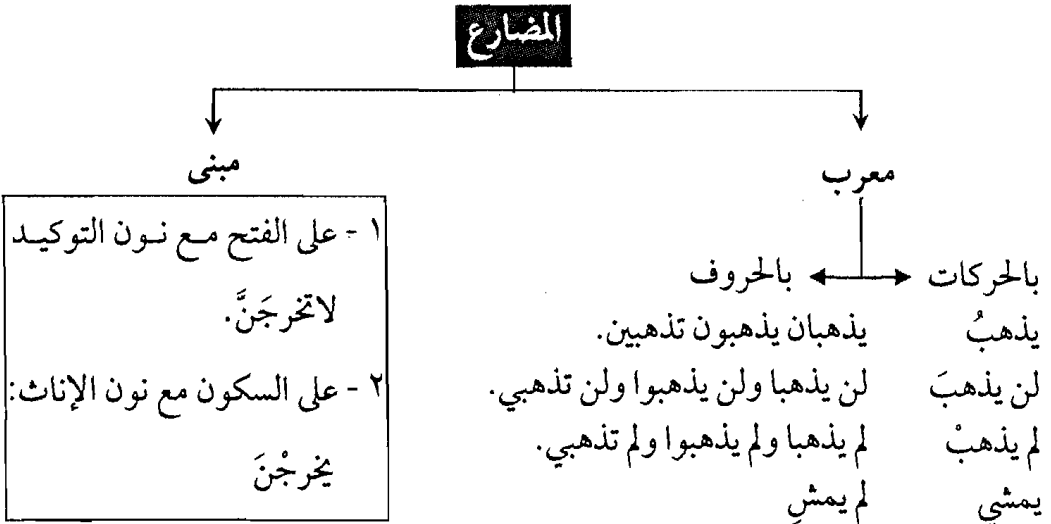 المضارع
معرب
مبنى
بالحركات بالحروف
يذهبُ يذهبان يذهبون تذهبين.
لن يذهبَ لن يذهبا ولن يذهبوا ولن تذهبي.
لم يذهبْ لم يذهبا ولم يذهبوا ولم تذهبي.
يمشي لم يمشِ
١ - على الفتح مع نون التوكيد
لاتخرجَنَّ.
٢ - على السكون مع نون الإناث:
يخرجْنَ